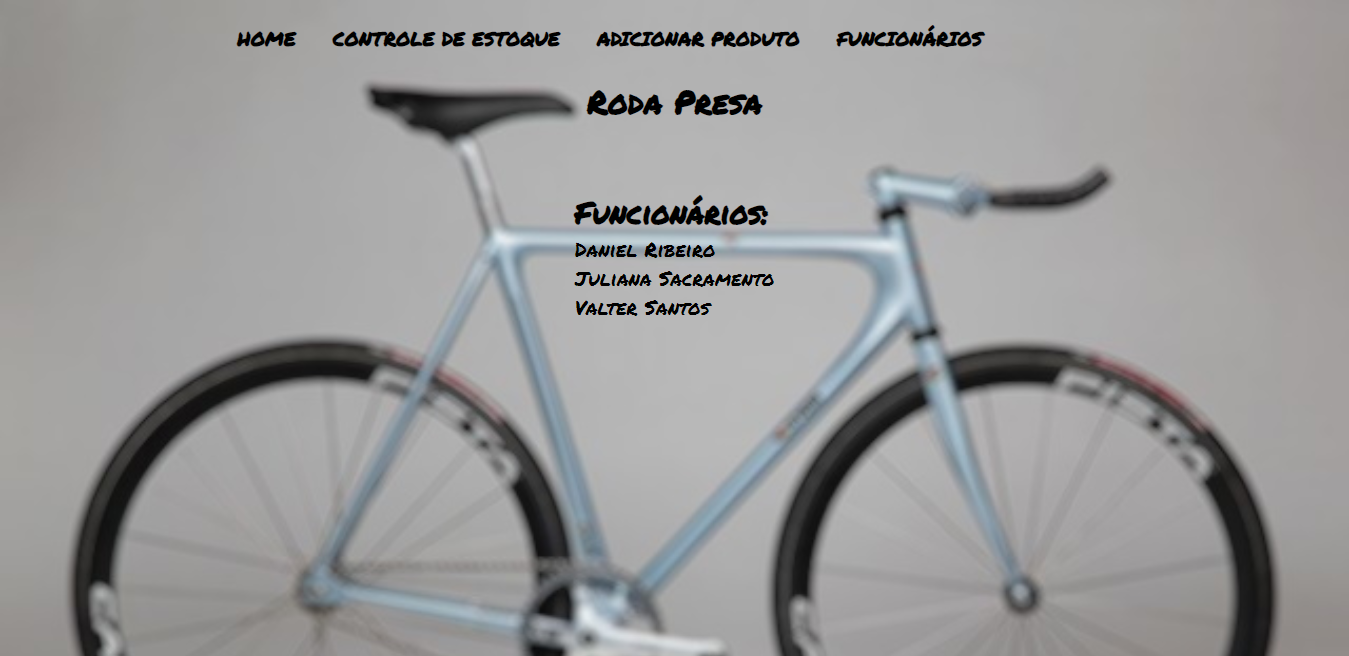 HOME CONTROLE DE ESTOQUE ADICIONAR PRODUTO FUNCIONÁRIOS
Roda Presa
Funcionários:
Daniel Ribeiro
Juliana Sacramento
Valter Santos